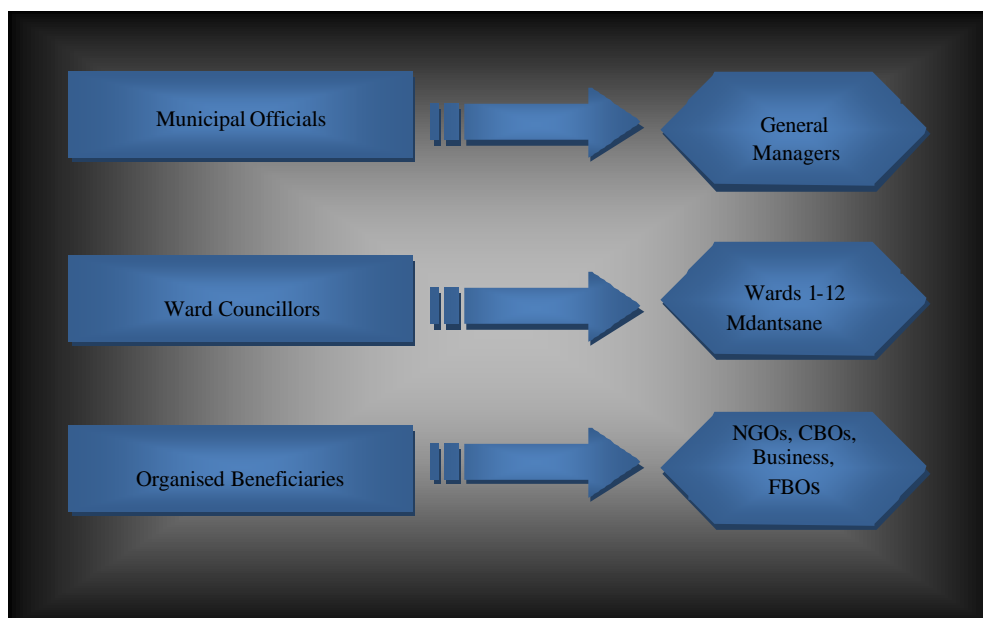 Municipal Officials
General
Managers
Ward Councillors
Wards 1-12
Mdantsane
Organised Beneficiaries
NGOs, CBOs,
Business,
FBOs